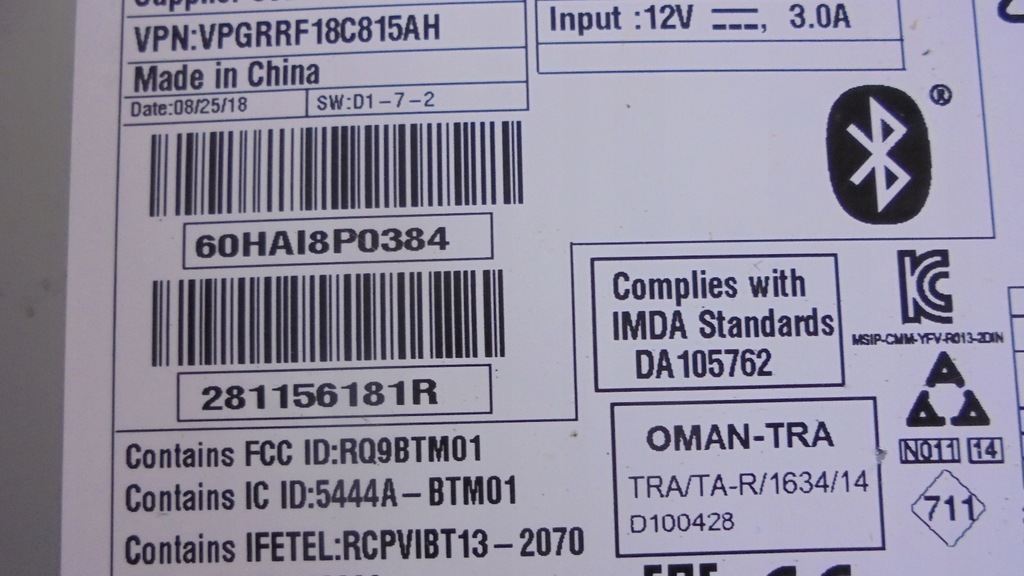 VPN:VPGRRF18C815AH
Made in China
Date:08/25/18
SW:D1-7-2
60HAI8P0384
281156181R
Contains FCC ID:RQ9BTM01
Contains IC ID:5444A-BTM01
Contains IFETEL:RCPVIBT13-2070
Input :12V ⎓, 3.0A
®
Complies with
IMDA Standards
DA105762
MSIP-CMM-YFV-R013-2DIN
OMAN-TRA
TRA/TA-R/1634/14
D100428
N011 14
711